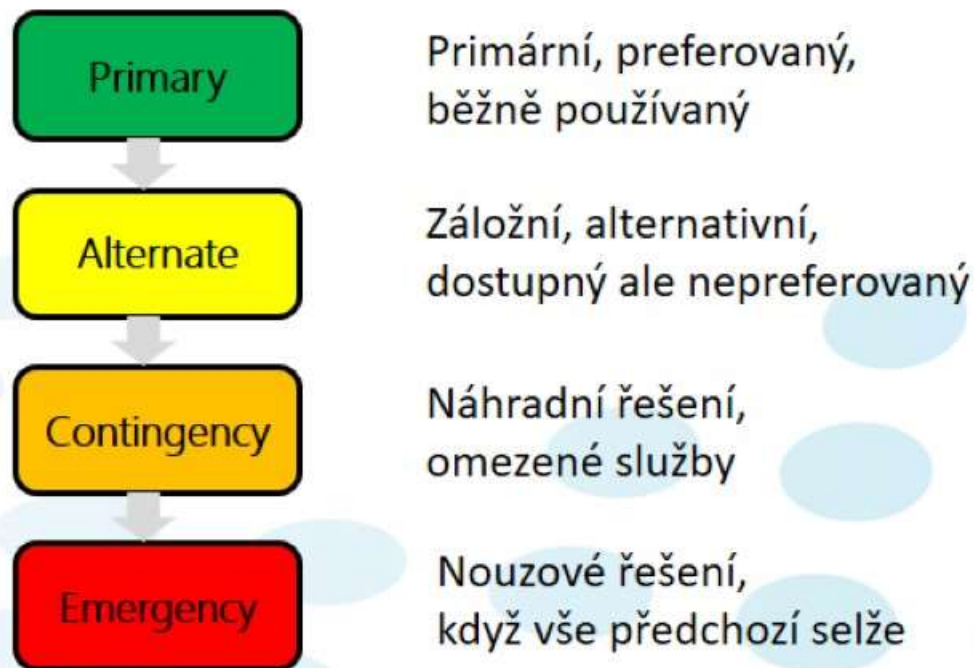 Primary
Primární, preferovaný,
běžně používaný
Alternate
Záložní, alternativní,
dostupný ale nepreferovaný
Contingency
Náhradní řešení,
omezené služby
Emergency
Nouzové řešení,
když vše předchozí selže